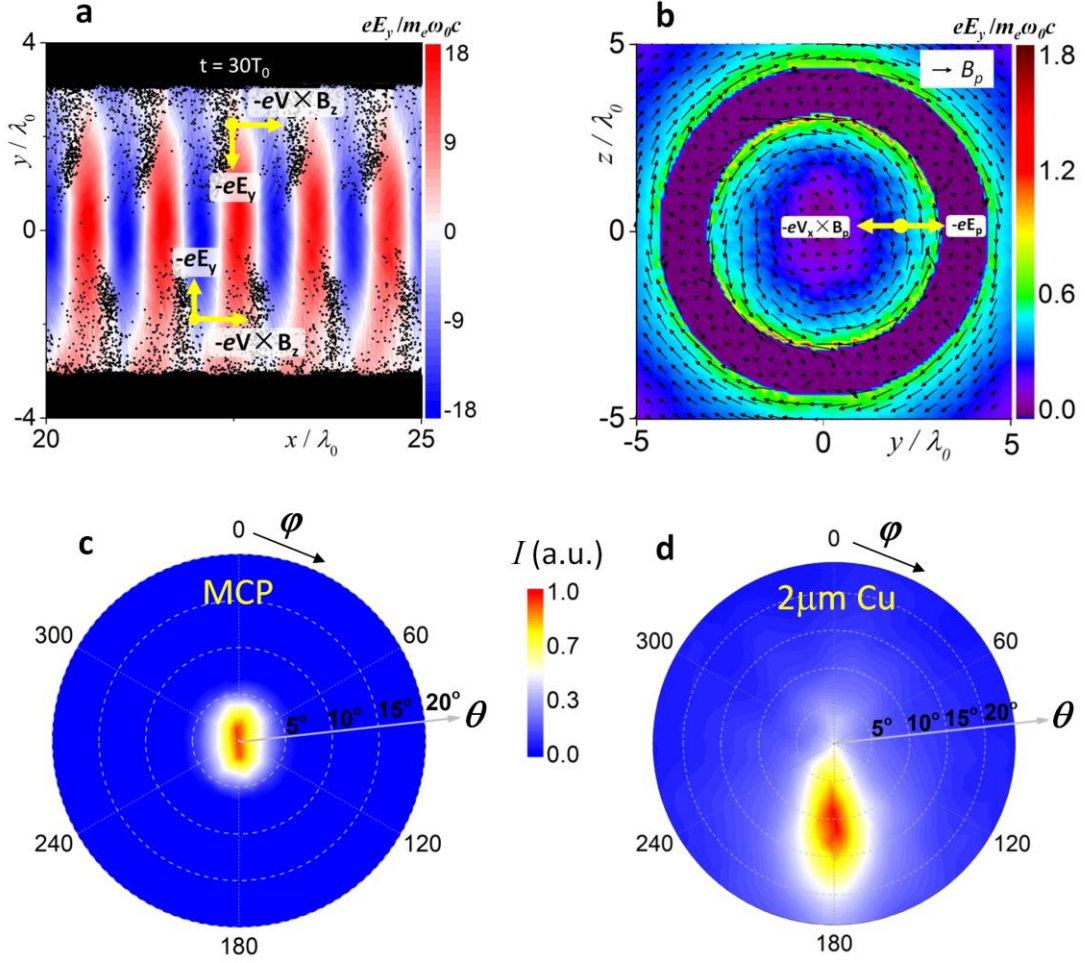 a
eE_y/m_eω_0c
t = 30T_0
-eV×B_z
-eE_y
-eE_y
-eV×B_z
4
0
-4
y/λ_0
20
x/λ_0
25
18
9
0
-9
-18
b
eE_y/m_eω_0c
→ B_p
-eV_x×B_p
-eE_p
5
0
-5
z/λ_0
-5
0
y/λ_0
5
1.8
1.2
0.6
0.0
c
0
φ
MCP
300
60
5° 10° 15° 20°
θ
240
120
180
I (a.u.)
1.0
0.7
0.3
0.0
d
0
φ
2μm Cu
300
60
5° 10° 15° 20°
θ
240
120
180